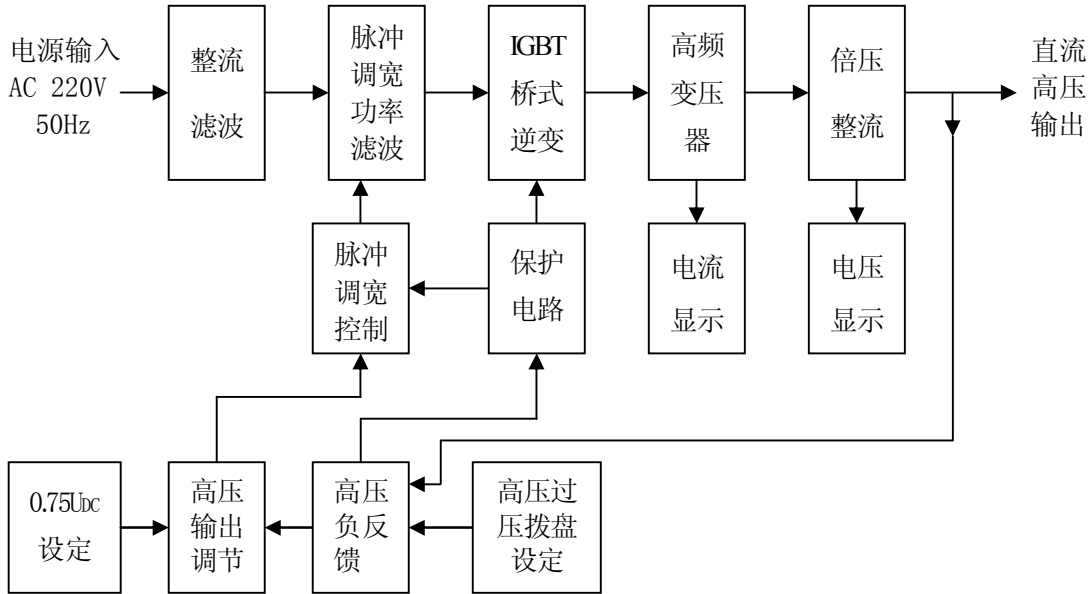 电源输入
AC 220V
50Hz
整流
滤波
脉冲
调宽
功率
滤波
IGBT
桥式
逆变
高频
变压
器
倍压
整流
直流
高压
输出
脉冲
调宽
控制
保护
电路
电流
显示
电压
显示
0.75UDC
设定
高压
输出
调节
高压
负反
馈
高压过
压拨盘
设定